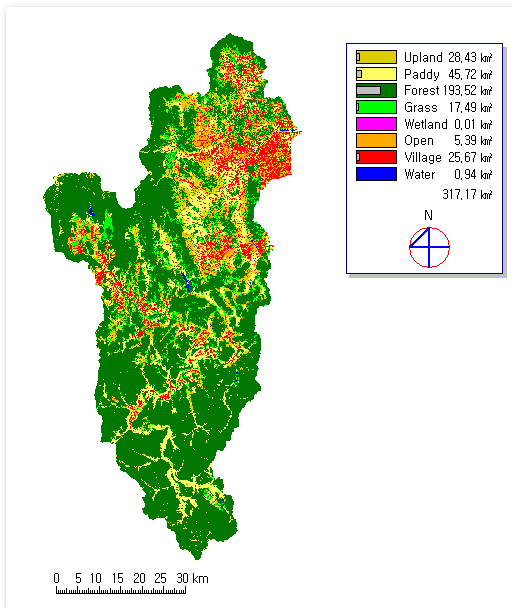 Upland 28,43 km²
Paddy 45,72 km²
Forest 193,52 km²
Grass 17,49 km²
Wetland 0,01 km²
Open 5,39 km²
Village 25,67 km²
Water 0,94 km²
317,17 km²
N
0 5 10 15 20 25 30 km